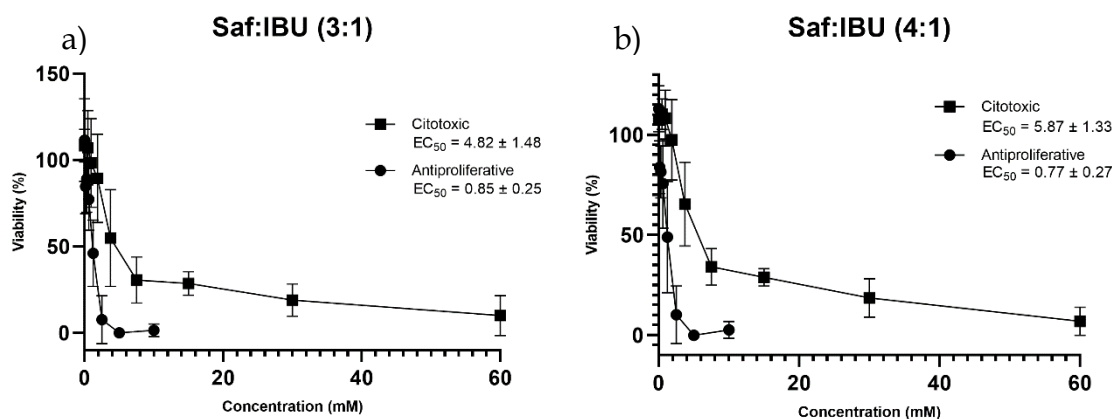 a)
Saf:IBU (3:1)
150
100
50
0
Viability (%)
0
20
40
60
Concentration (mM)
Citotoxic
EC50 = 4.82 ± 1.48
Antiproliferative
EC50 = 0.85 ± 0.25
b)
Saf:IBU (4:1)
100
50
0
Viability (%)
0
20
40
60
Concentration (mM)
Citotoxic
EC50 = 5.87 ± 1.33
Antiproliferative
EC50 = 0.77 ± 0.27